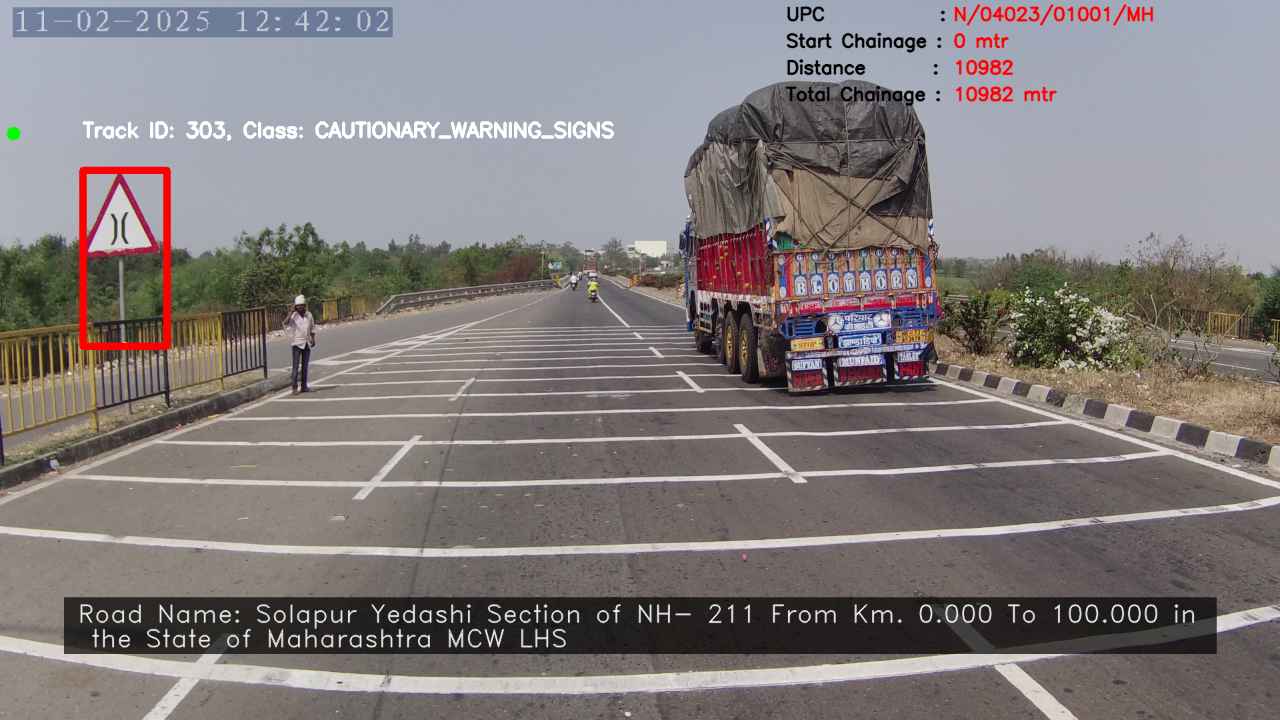 11-02-2025 12:42:02
UPC : N/04023/01001/MH
Start Chainage : 0 mtr
Distance : 10982
Total Chainage : 10982 mtr
Track ID: 303, Class: CAUTIONARY_WARNING_SIGNS
BLOWHORN
STOP
Road Name: Solapur Yedashi Section of NH- 211 From Km. 0.000 To 100.000 in
the State of Maharashtra MCW LHS